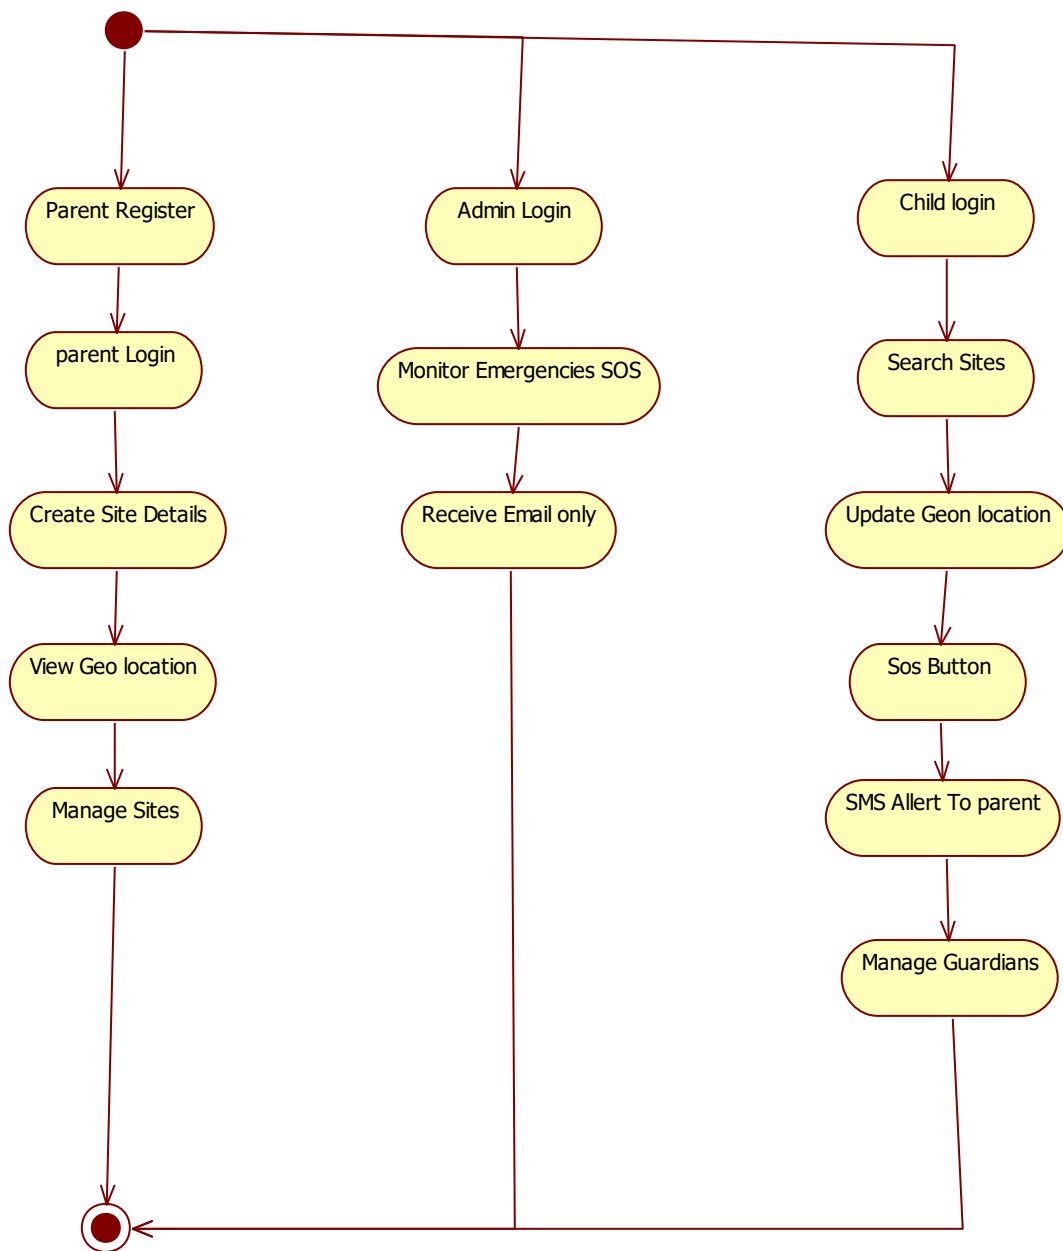 Parent Register
parent Login
Create Site Details
View Geo location
Manage Sites
Admin Login
Monitor Emergencies SOS
Receive Email only
Child login
Search Sites
Update Geon location
Sos Button
SMS Allert To parent
Manage Guardians